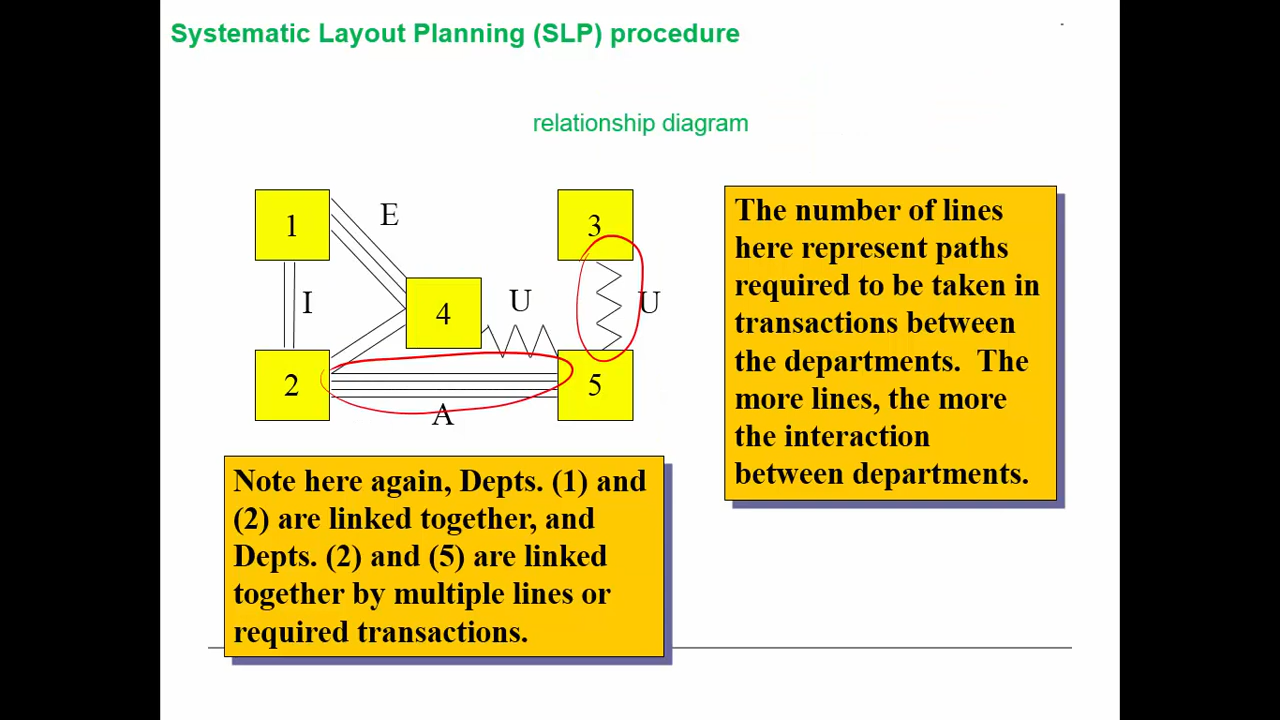 Systematic Layout Planning (SLP) procedure
relationship diagram
1
E
3
I
4
U
U
2
5
A
The number of lines
here represent paths
required to be taken in
transactions between
the departments. The
more lines, the more
the interaction
between departments.
Note here again, Depts. (1) and
(2) are linked together, and
Depts. (2) and (5) are linked
together by multiple lines or
required transactions.